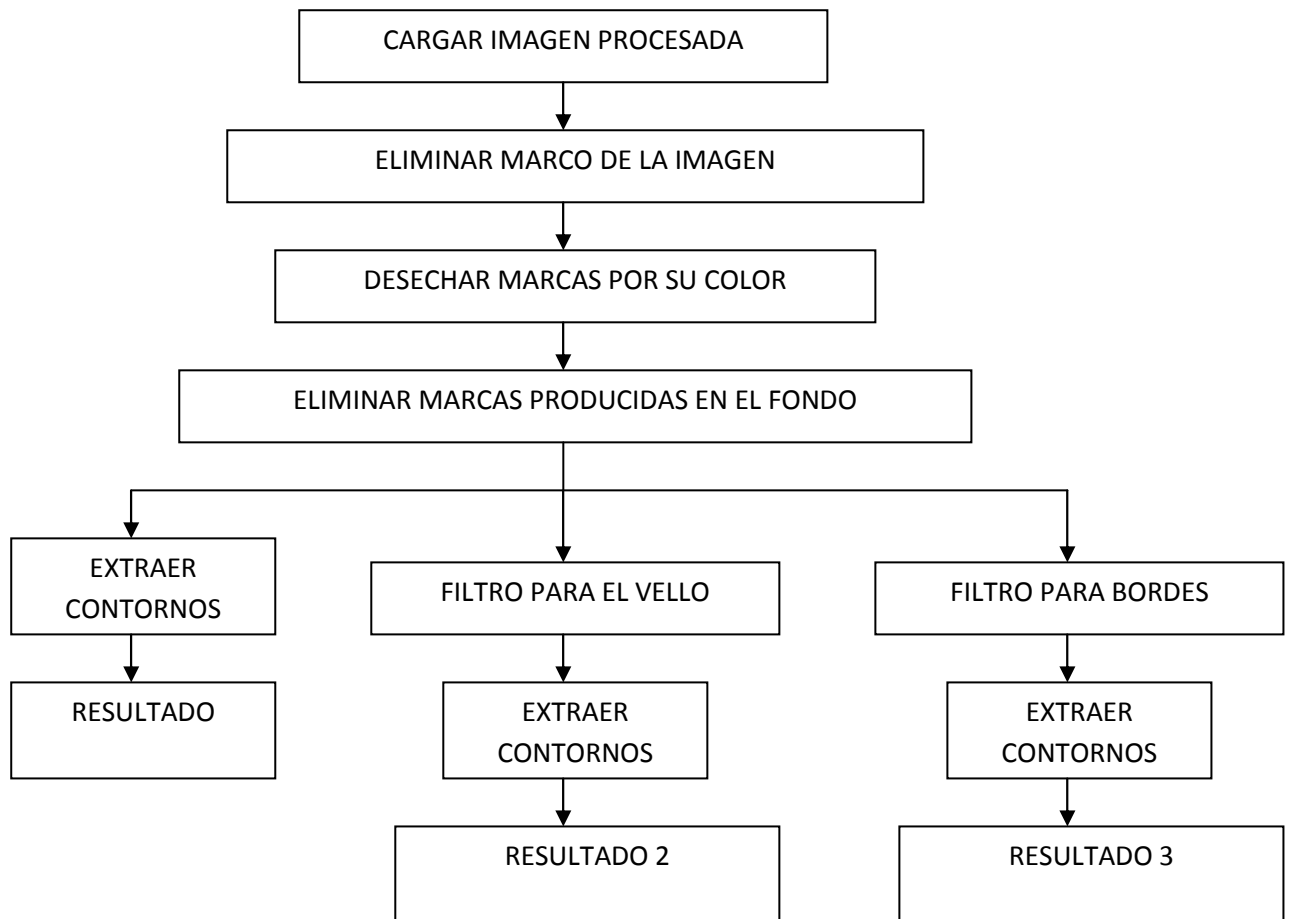 CARGAR IMAGEN PROCESADA
ELIMINAR MARCO DE LA IMAGEN
DESECHAR MARCAS POR SU COLOR
ELIMINAR MARCAS PRODUCIDAS EN EL FONDO
EXTRAER
CONTORNOS
FILTRO PARA EL VELLO
FILTRO PARA BORDES
RESULTADO
EXTRAER
CONTORNOS
EXTRAER
CONTORNOS
RESULTADO 2
RESULTADO 3